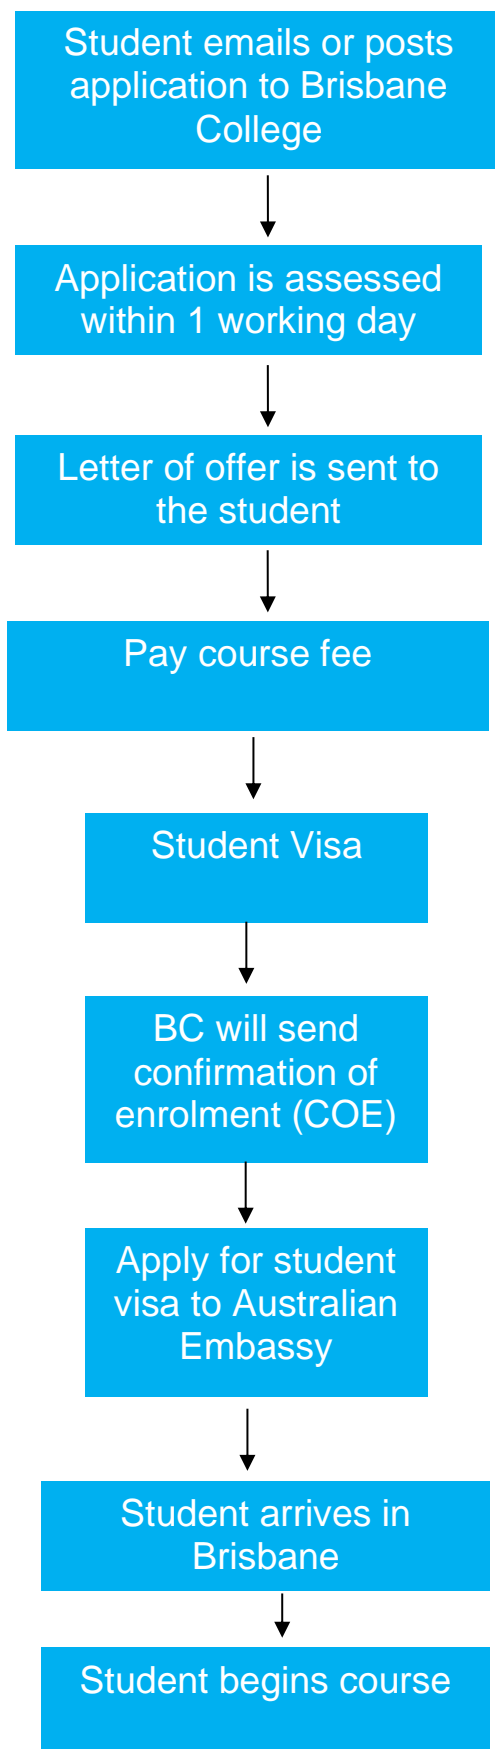 Student emails or posts
application to Brisbane
College
Application is assessed
within 1 working day
Letter of offer is sent to
the student
Pay course fee
Student Visa
BC will send
confirmation of
enrolment (COE)
Apply for student
visa to Australian
Embassy
Student arrives in
Brisbane
Student begins course